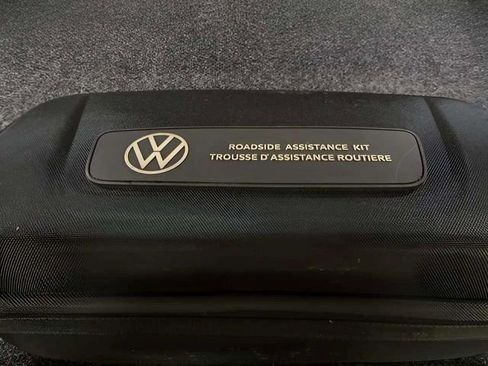 ROADSIDE ASSISTANCE KIT
TROUSSE D'ASSISTANCE ROUTIERE